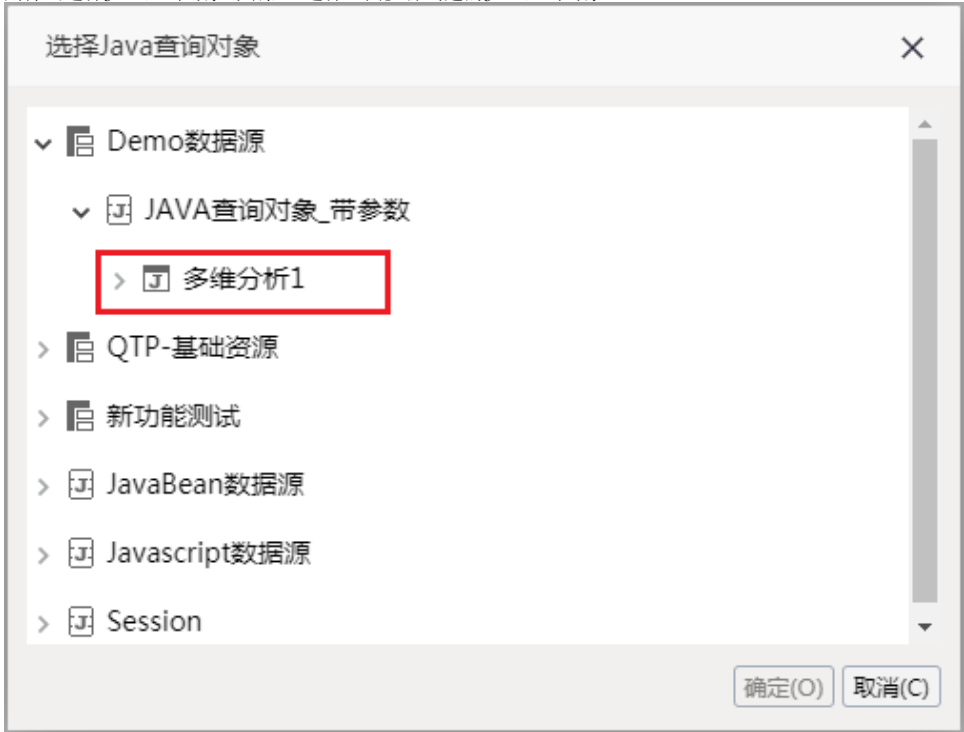 选择Java查询对象
Demo数据源
JAVA查询对象_带参数
多维分析1
QTP-基础资源
新功能测试
JavaBean数据源
Javascript数据源
Session
确定(O) 取消(C)